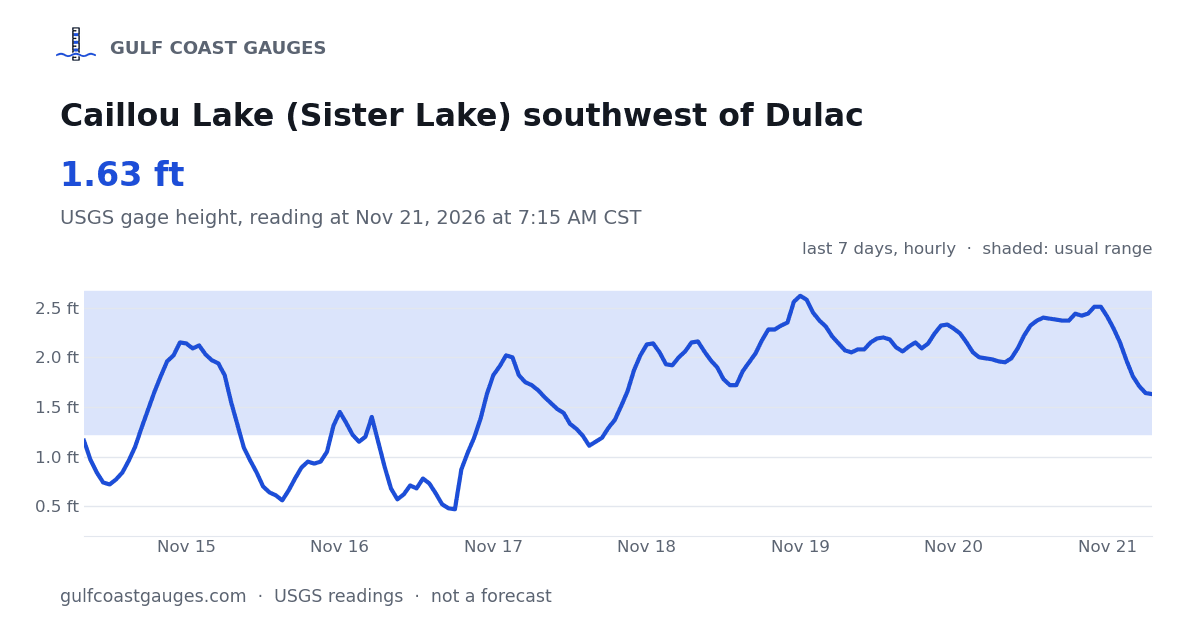 GULF COAST GAUGES
Caillou Lake (Sister Lake) southwest of Dulac
1.63 ft
USGS gage height, reading at Nov 21, 2026 at 7:15 AM CST
last 7 days, hourly · shaded: usual range
2.5 ft
2.0 ft
1.5 ft
1.0 ft
0.5 ft
Nov 15 Nov 16 Nov 17 Nov 18 Nov 19 Nov 20 Nov 21
gulfcoastgauges.com · USGS readings · not a forecast